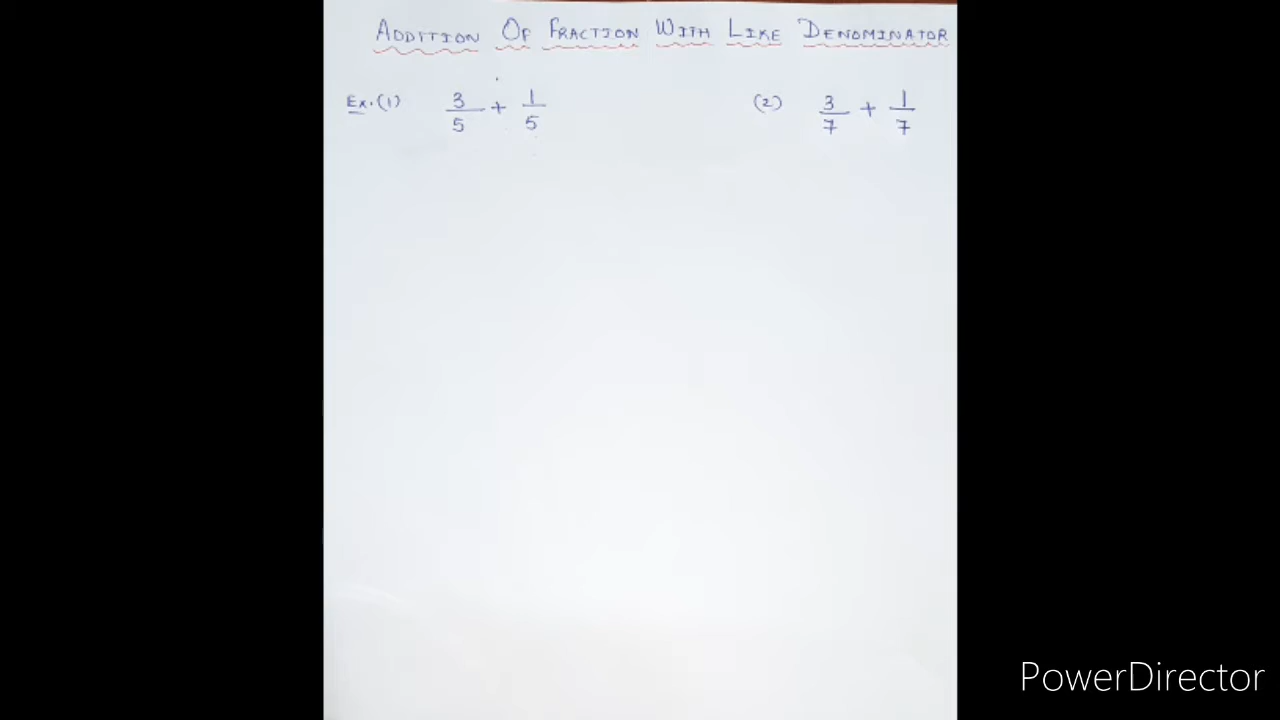 ADDITION OF FRACTION WITH LIKE DENOMINATOR
Ex.(1) 3/5 + 1/5 (2) 3/7 + 1/7
PowerDirector